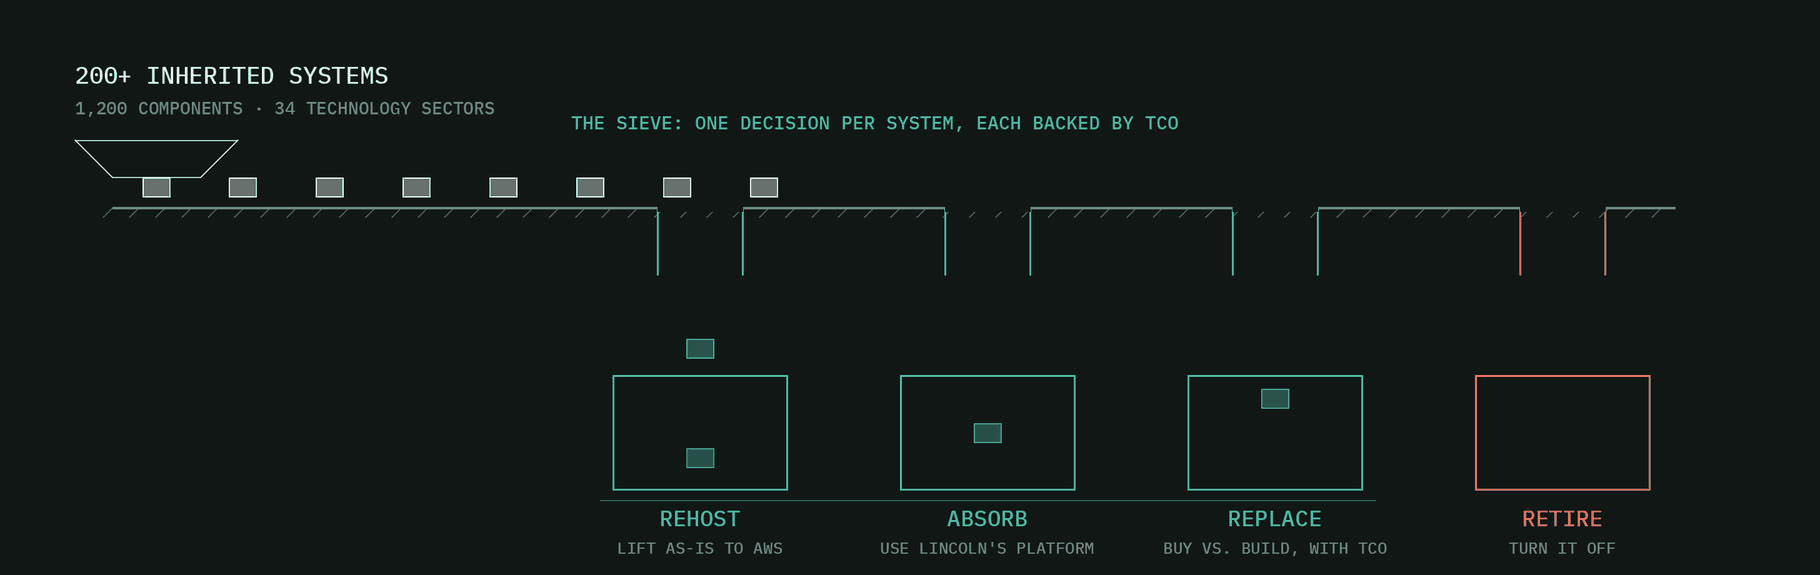 200+ INHERITED SYSTEMS
1,200 COMPONENTS · 34 TECHNOLOGY SECTORS
THE SIEVE: ONE DECISION PER SYSTEM, EACH BACKED BY TCO
REHOST
LIFT AS-IS TO AWS
ABSORB
USE LINCOLN'S PLATFORM
REPLACE
BUY VS. BUILD, WITH TCO
RETIRE
TURN IT OFF